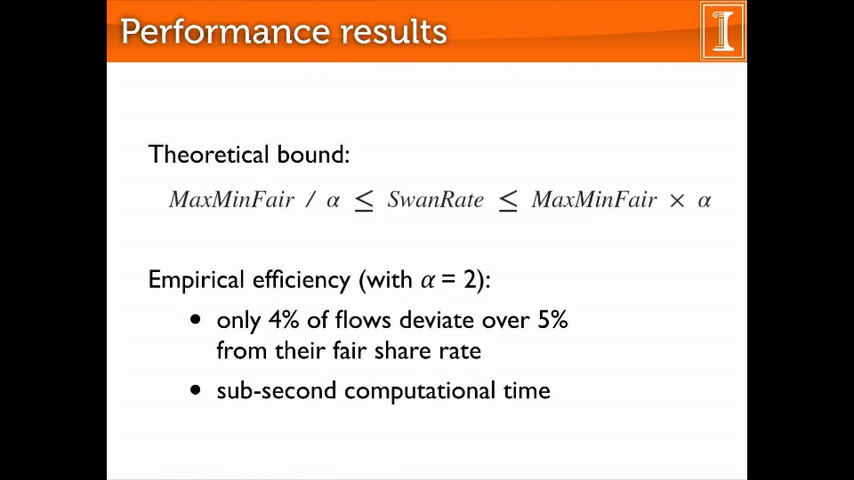 Performance results
I
Theoretical bound:
MaxMinFair / α ≤ SwanRate ≤ MaxMinFair × α
Empirical efficiency (with α = 2):
• only 4% of flows deviate over 5%
from their fair share rate
• sub-second computational time